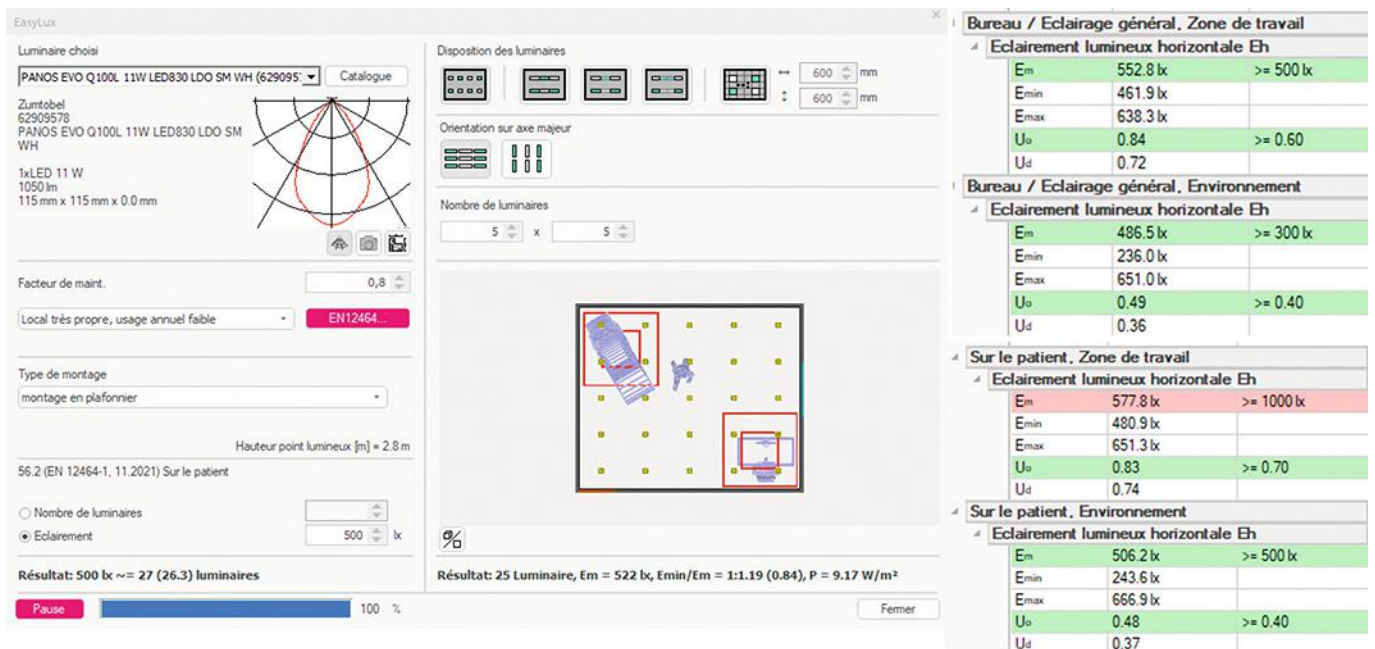 EasyLux
×
Luminaire choisi
PANOS EVO Q100L 11W LED830 LDO SM WH (629095
Catalogue
Zumtobel
62909578
PANOS EVO Q100L 11W LED830 LDO SM
WH
1xLED 11 W
1050 lm
115 mm x 115 mm x 0.0 mm
Facteur de maint.
0,8
Local très propre, usage annuel faible
EN12464...
Type de montage
montage en plafonnier
Hauteur point lumineux [m] = 2.8 m
56.2 (EN 12464-1, 11.2021) Sur le patient
Nombre de luminaires
Eclairement
500 lx
Résultat: 500 lx ~= 27 (26.3) luminaires
Pause
100 %
Disposition des luminaires
600 mm
600 mm
Orientation sur axe majeur
Nombre de luminaires
5 x 5
Résultat: 25 Luminaire, Em = 522 lx, Emin/Em = 1:1.19 (0.84), P = 9.17 W/m²
Fermer
Bureau / Eclairage général, Zone de travail
Eclairement lumineux horizontale Eh
Em 552.8 lx >= 500 lx
Emin 461.9 lx
Emax 638.3 lx
Uo 0.84 >= 0.60
Ud 0.72
Bureau / Eclairage général, Environnement
Eclairement lumineux horizontale Eh
Em 486.5 lx >= 300 lx
Emin 236.0 lx
Emax 651.0 lx
Uo 0.49 >= 0.40
Ud 0.36
Sur le patient, Zone de travail
Eclairement lumineux horizontale Eh
Em 577.8 lx >= 1000 lx
Emin 480.9 lx
Emax 651.3 lx
Uo 0.83 >= 0.70
Ud 0.74
Sur le patient, Environnement
Eclairement lumineux horizontale Eh
Em 506.2 lx >= 500 lx
Emin 243.6 lx
Emax 666.9 lx
Uo 0.48 >= 0.40
Ud 0.37